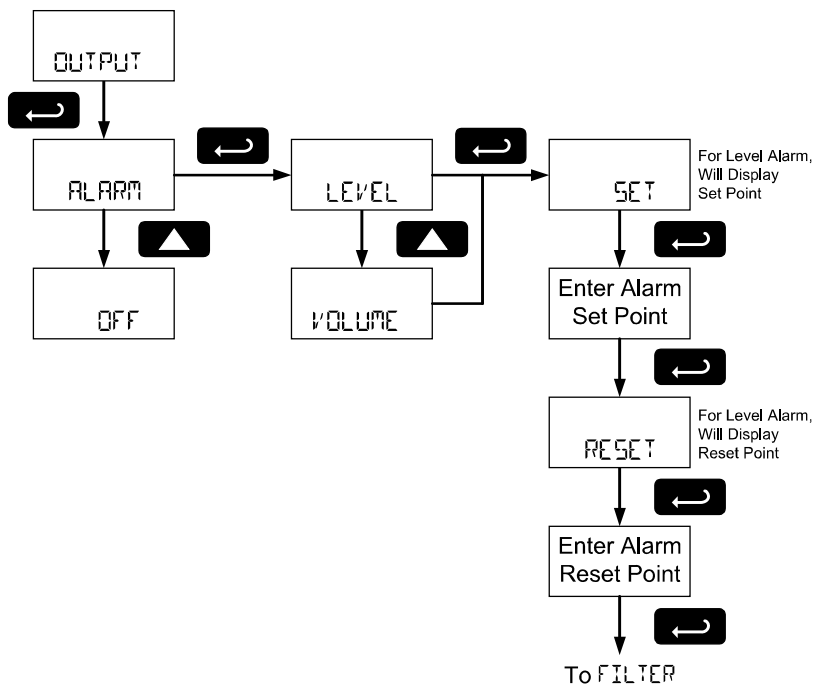 OUTPUT
ALARM
OFF
LEVEL
VOLUME
SET
For Level Alarm,
Will Display
Set Point
Enter Alarm
Set Point
RESET
For Level Alarm,
Will Display
Reset Point
Enter Alarm
Reset Point
To FILTER